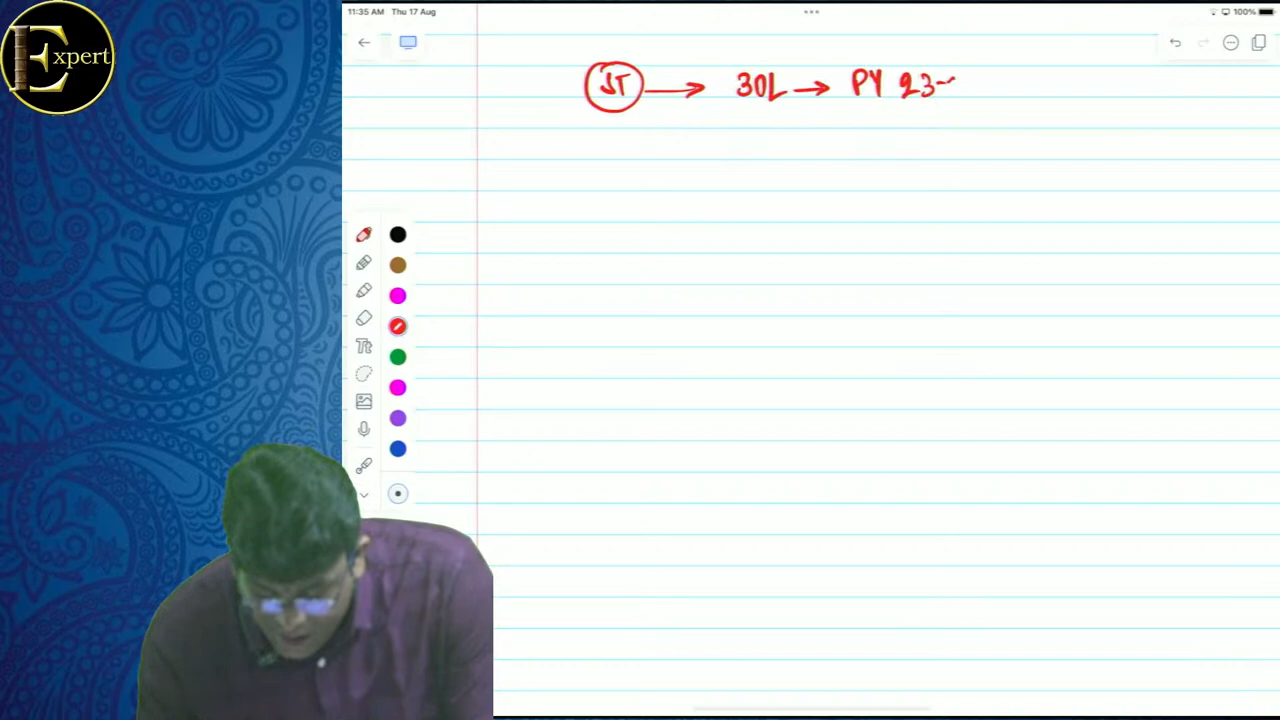 Expert
11:35 AM Thu 17 Aug
100%
JT → 30L → PY 23-